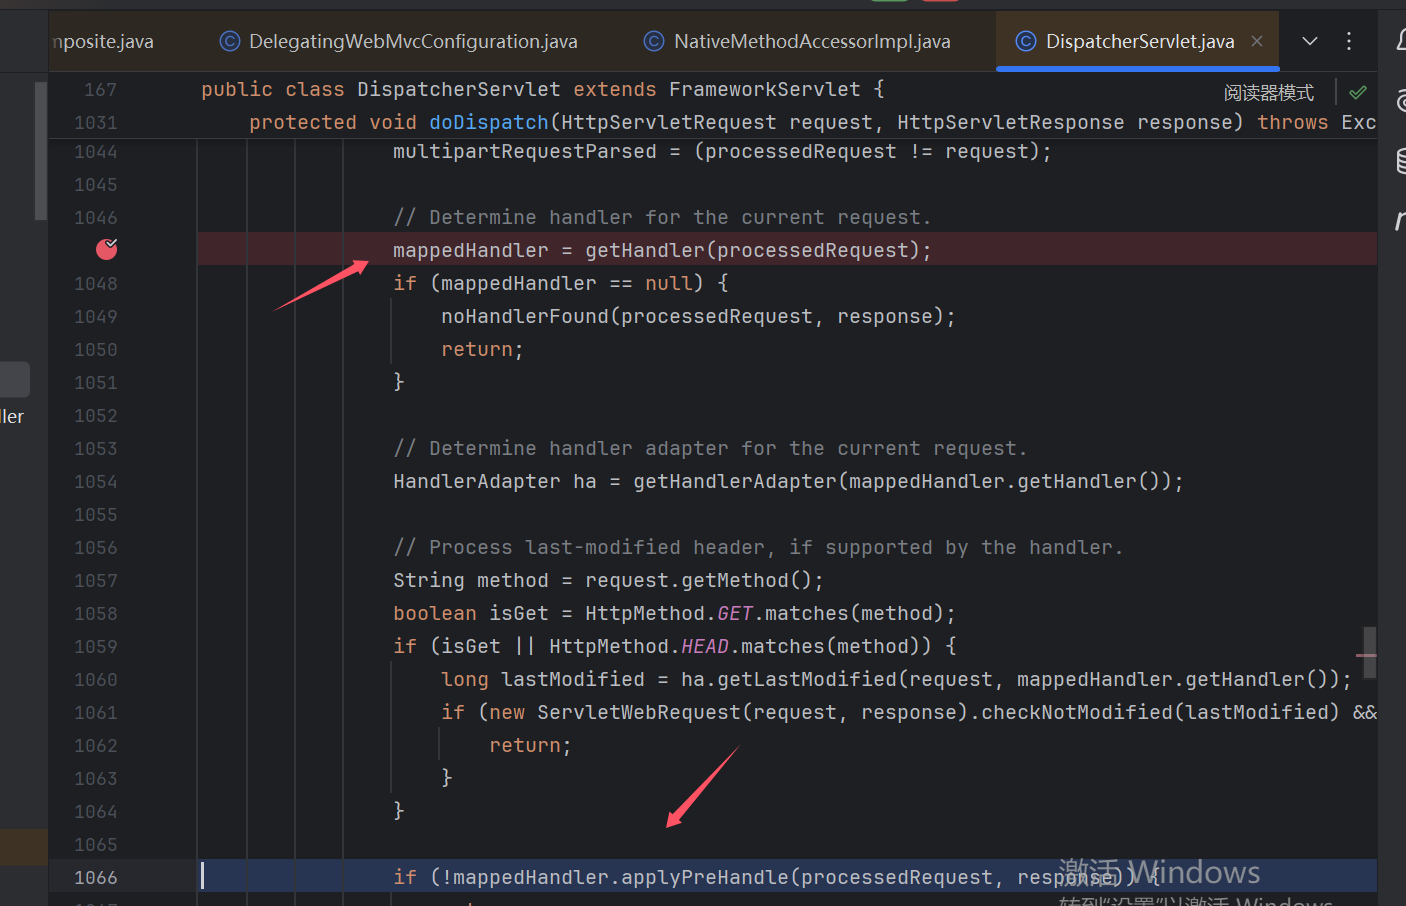 mposite.java DelegatingWebMvcConfiguration.java NativeMethodAccessorImpl.java DispatcherServlet.java
167 public class DispatcherServlet extends FrameworkServlet {
阅读器模式
1031 protected void doDispatch(HttpServletRequest request, HttpServletResponse response) throws Exc
1044 multipartRequestParsed = (processedRequest != request);
1045
1046 // Determine handler for the current request.
mappedHandler = getHandler(processedRequest);
1048 if (mappedHandler == null) {
1049 noHandlerFound(processedRequest, response);
1050 return;
1051 }
1052
ler
1053 // Determine handler adapter for the current request.
1054 HandlerAdapter ha = getHandlerAdapter(mappedHandler.getHandler());
1055
1056 // Process last-modified header, if supported by the handler.
1057 String method = request.getMethod();
1058 boolean isGet = HttpMethod.GET.matches(method);
1059 if (isGet || HttpMethod.HEAD.matches(method)) {
1060 long lastModified = ha.getLastModified(request, mappedHandler.getHandler());
1061 if (new ServletWebRequest(request, response).checkNotModified(lastModified) &&
1062 return;
1063 }
1064 }
1065
1066 if (!mappedHandler.applyPreHandle(processedRequest, response)) {
激活 Windows
转到"设置"以激活 Windows